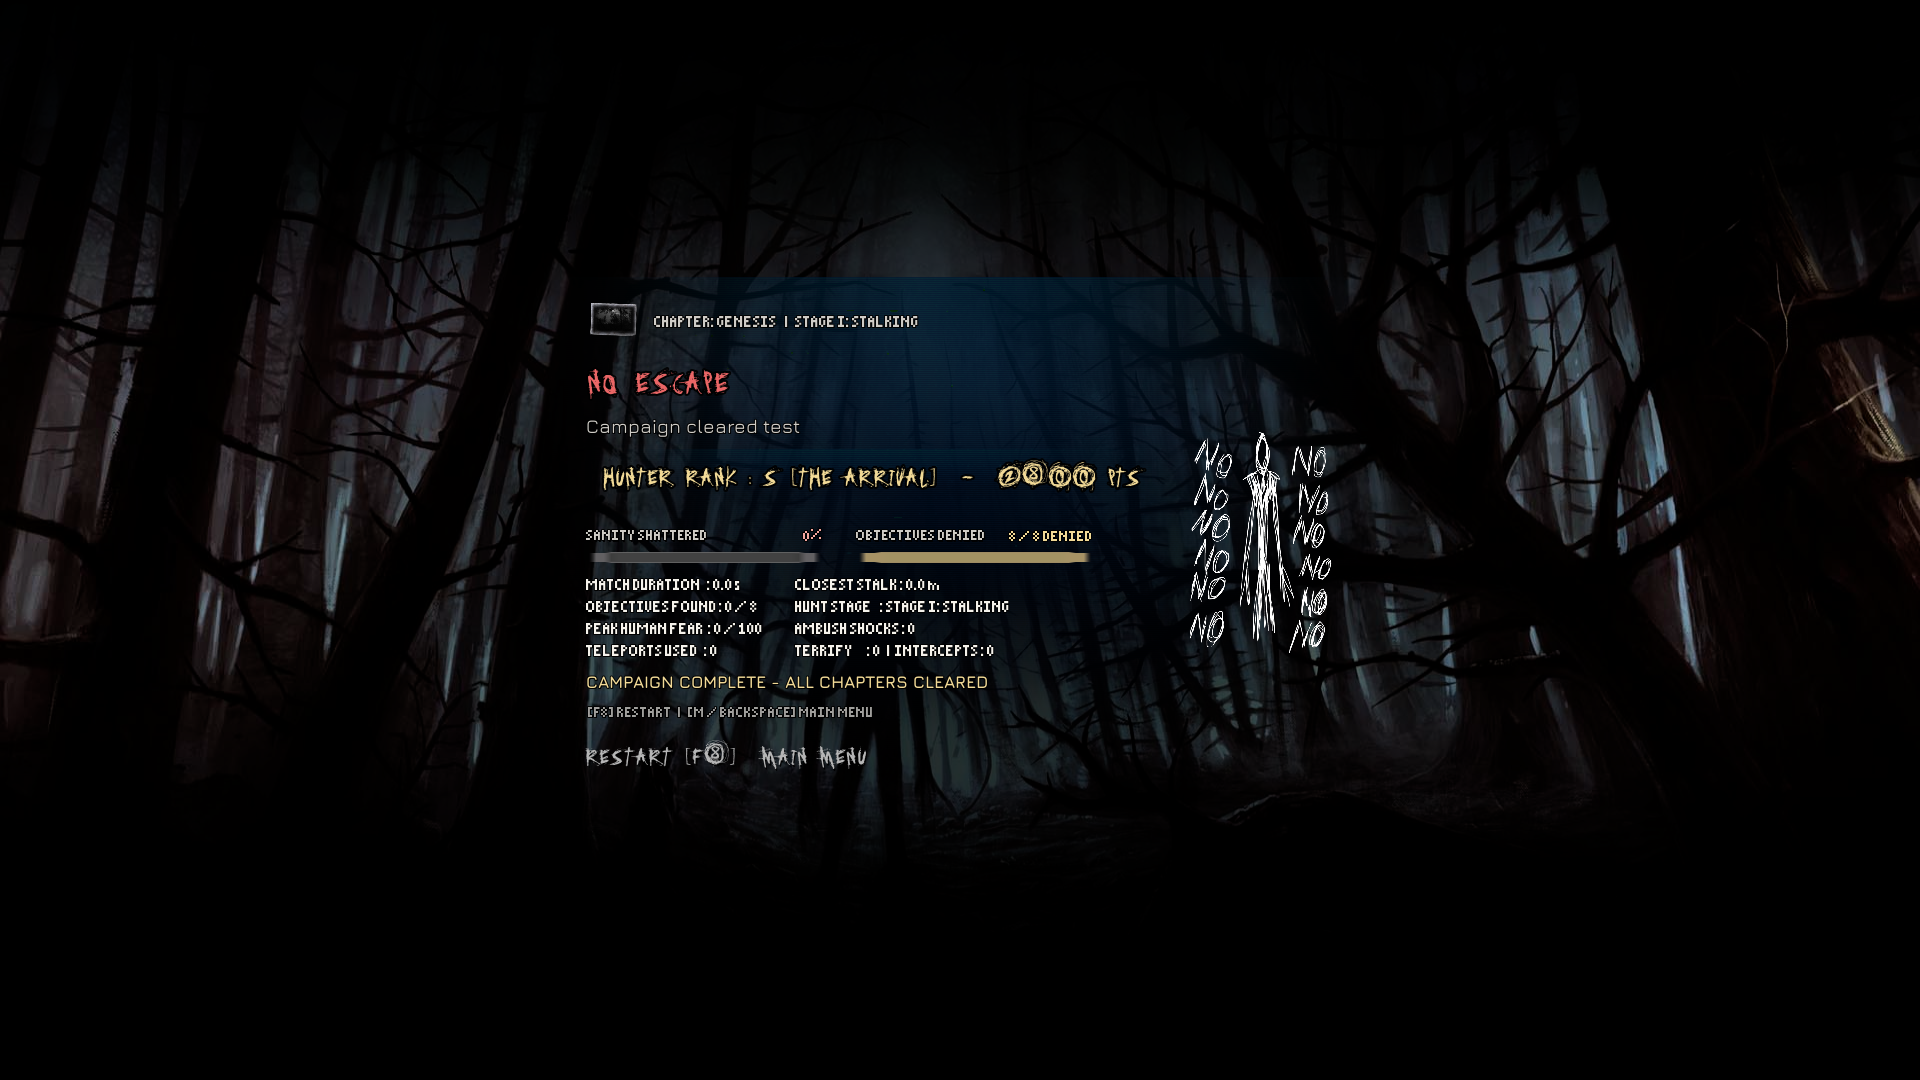 CHAPTER: GENESIS | STAGE I: STALKING
NO ESCAPE
Campaign cleared test
HUNTER RANK : S [THE ARRIVAL] - 2800 PTS
SANITY SHATTERED 0% OBJECTIVES DENIED 8/8 DENIED
MATCH DURATION : 0.0s CLOSEST STALK: 0.0m
OBJECTIVES FOUND: 0/8 HUNT STAGE : STAGE I: STALKING
PEAK HUMAN FEAR : 0/100 AMBUSH SHOCKS: 0
TELEPORTS USED : 0 TERRIFY : 0 | INTERCEPTS: 0
CAMPAIGN COMPLETE - ALL CHAPTERS CLEARED
[F8] RESTART | [M / BACKSPACE] MAIN MENU
RESTART [F8] MAIN MENU
NO NO
NO NO
NO NO
NO NO
NO NO
NO NO